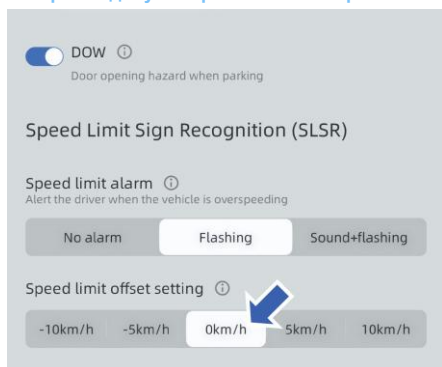 DOW
Door opening hazard when parking
Speed Limit Sign Recognition (SLSR)
Speed limit alarm
Alert the driver when the vehicle is overspeeding
No alarm Flashing Sound+flashing
Speed limit offset setting
-10km/h -5km/h 0km/h 5km/h 10km/h